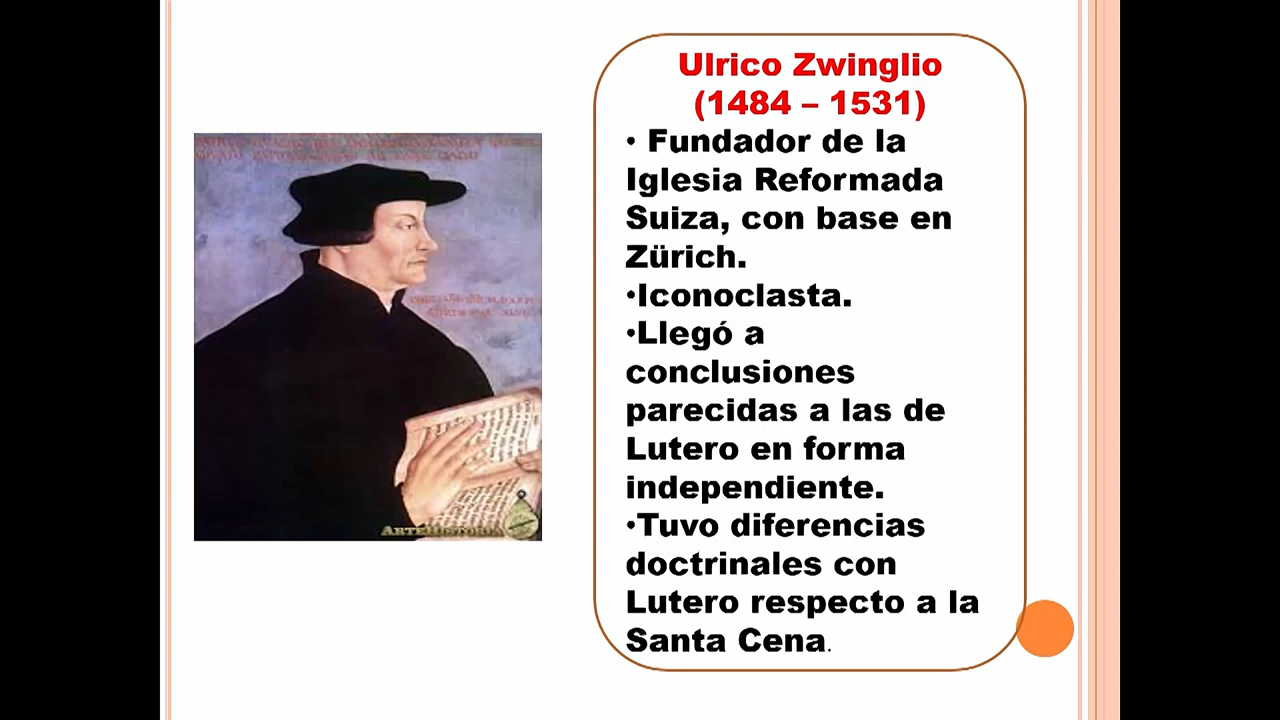 Ulrico Zwinglio
(1484 – 1531)
• Fundador de la
Iglesia Reformada
Suiza, con base en
Zürich.
•Iconoclasta.
•Llegó a
conclusiones
parecidas a las de
Lutero en forma
independiente.
•Tuvo diferencias
doctrinales con
Lutero respecto a la
Santa Cena.
ARTEHISTORIA